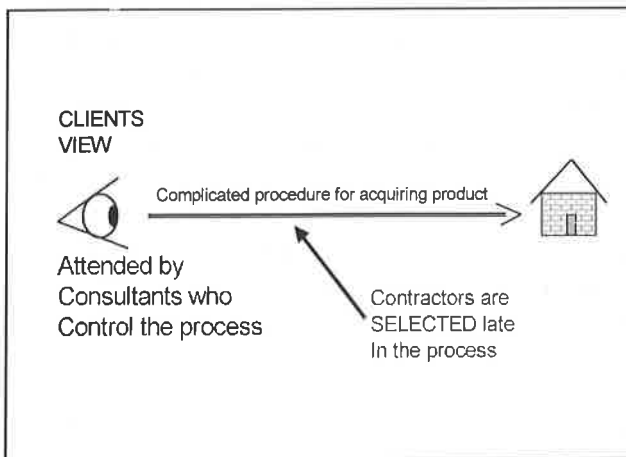 CLIENTS
VIEW
Complicated procedure for acquiring product
Attended by
Consultants who
Control the process
Contractors are
SELECTED late
In the process